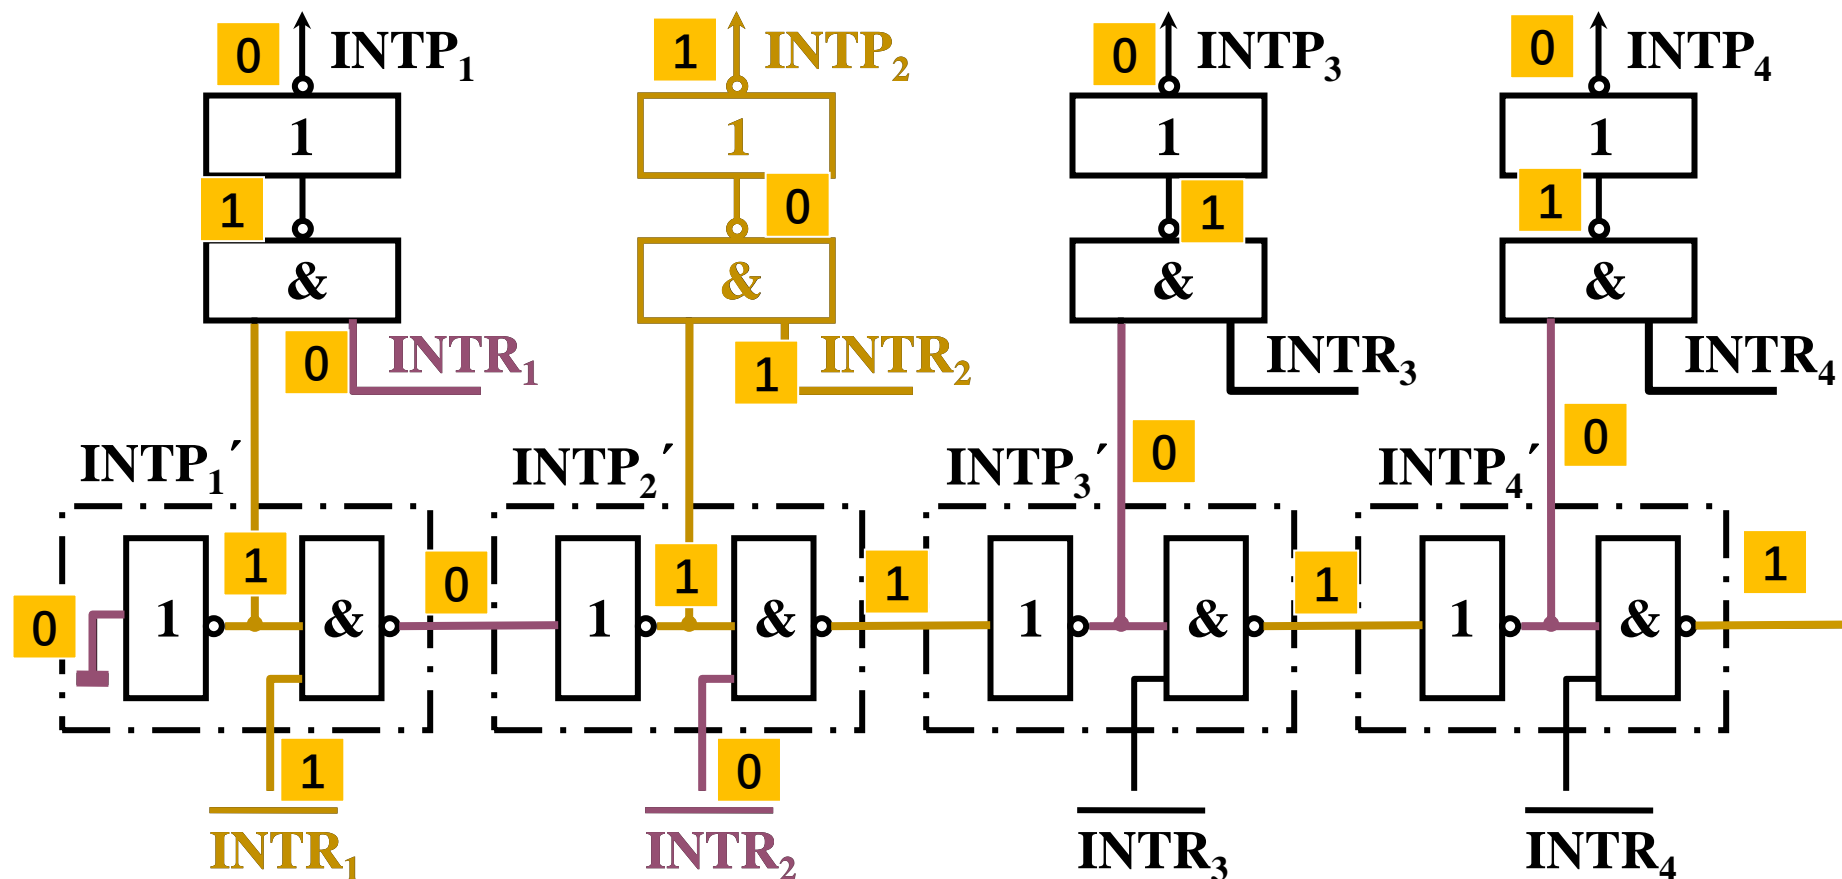 0 INTP₁ 1 INTP₂ 0 INTP₃ 0 INTP₄
1 1 1 1
1 0 1 1
& & & &
0 INTR₁ 1 INTR₂ INTR₃ INTR₄
INTP₁′ INTP₂′ INTP₃′ 0 INTP₄′ 0
0 1 1 & 0 1 1 & 1 1 & 1 1 & 1
1 0
INTR₁ INTR₂ INTR₃ INTR₄